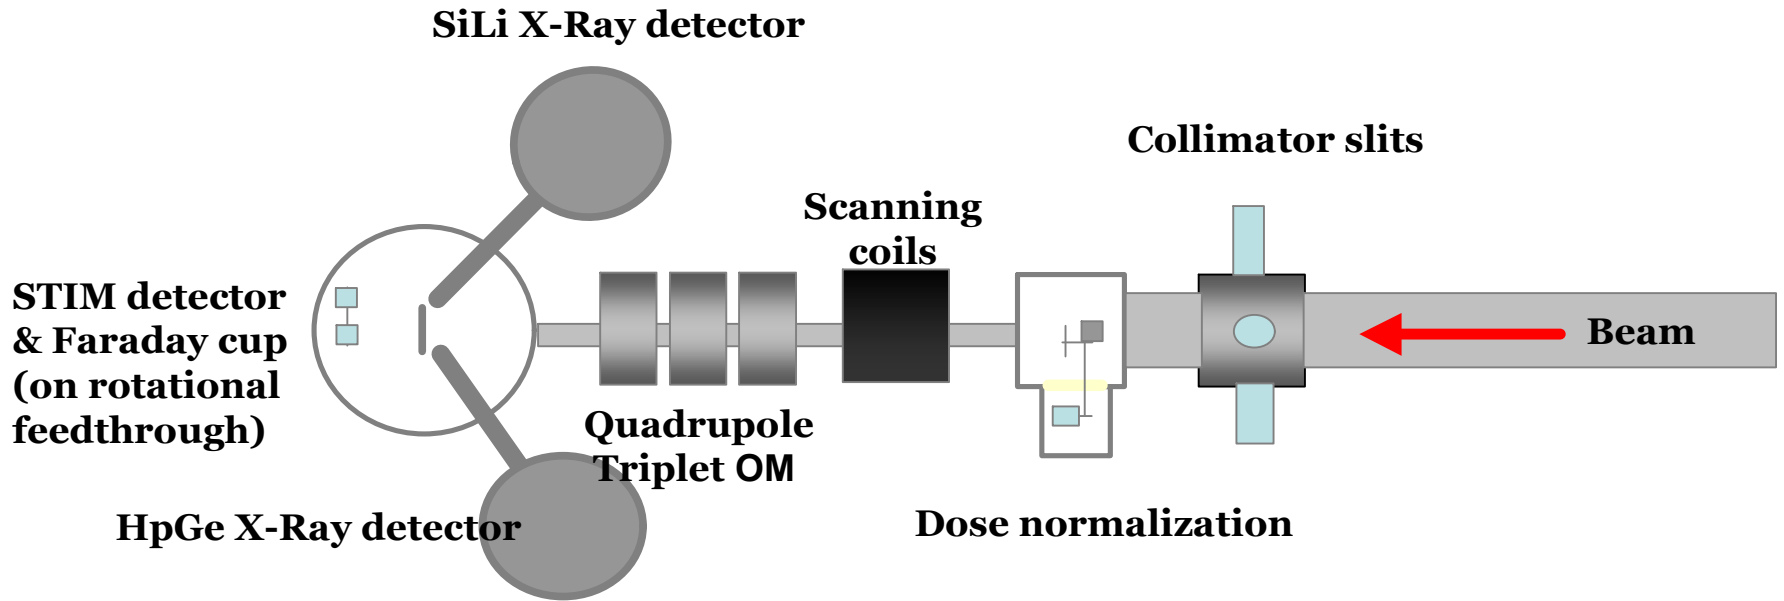 SiLi X-Ray detector
Collimator slits
Scanning
coils
STIM detector
& Faraday cup
(on rotational
feedthrough)
Beam
Quadrupole
Triplet OM
HpGe X-Ray detector
Dose normalization